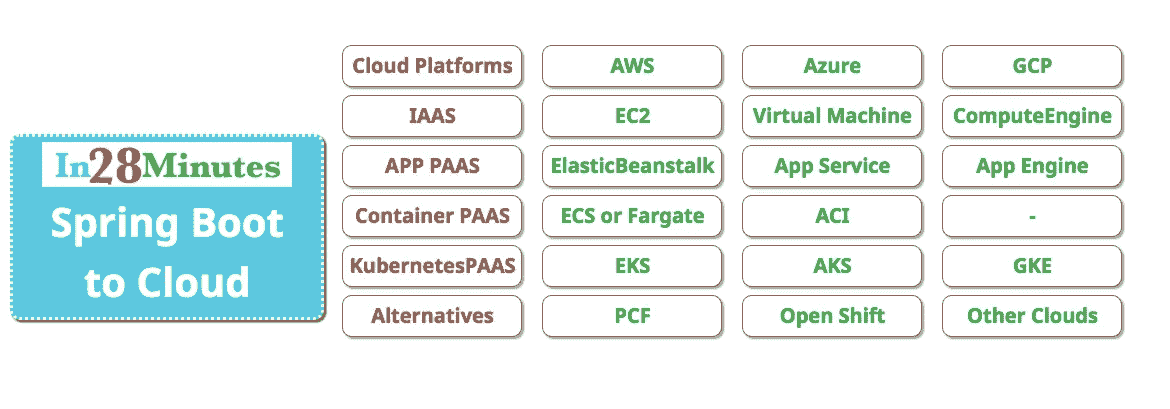 In28Minutes
Spring Boot
to Cloud
Cloud Platforms AWS Azure GCP
IAAS EC2 Virtual Machine ComputeEngine
APP PAAS ElasticBeanstalk App Service App Engine
Container PAAS ECS or Fargate ACI -
KubernetesPAAS EKS AKS GKE
Alternatives PCF Open Shift Other Clouds